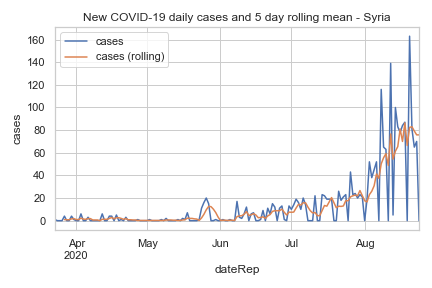 New COVID-19 daily cases and 5 day rolling mean - Syria
cases
cases (rolling)
160
140
120
100
80
60
40
20
0
cases
Apr
2020
May
Jun
Jul
Aug
dateRep